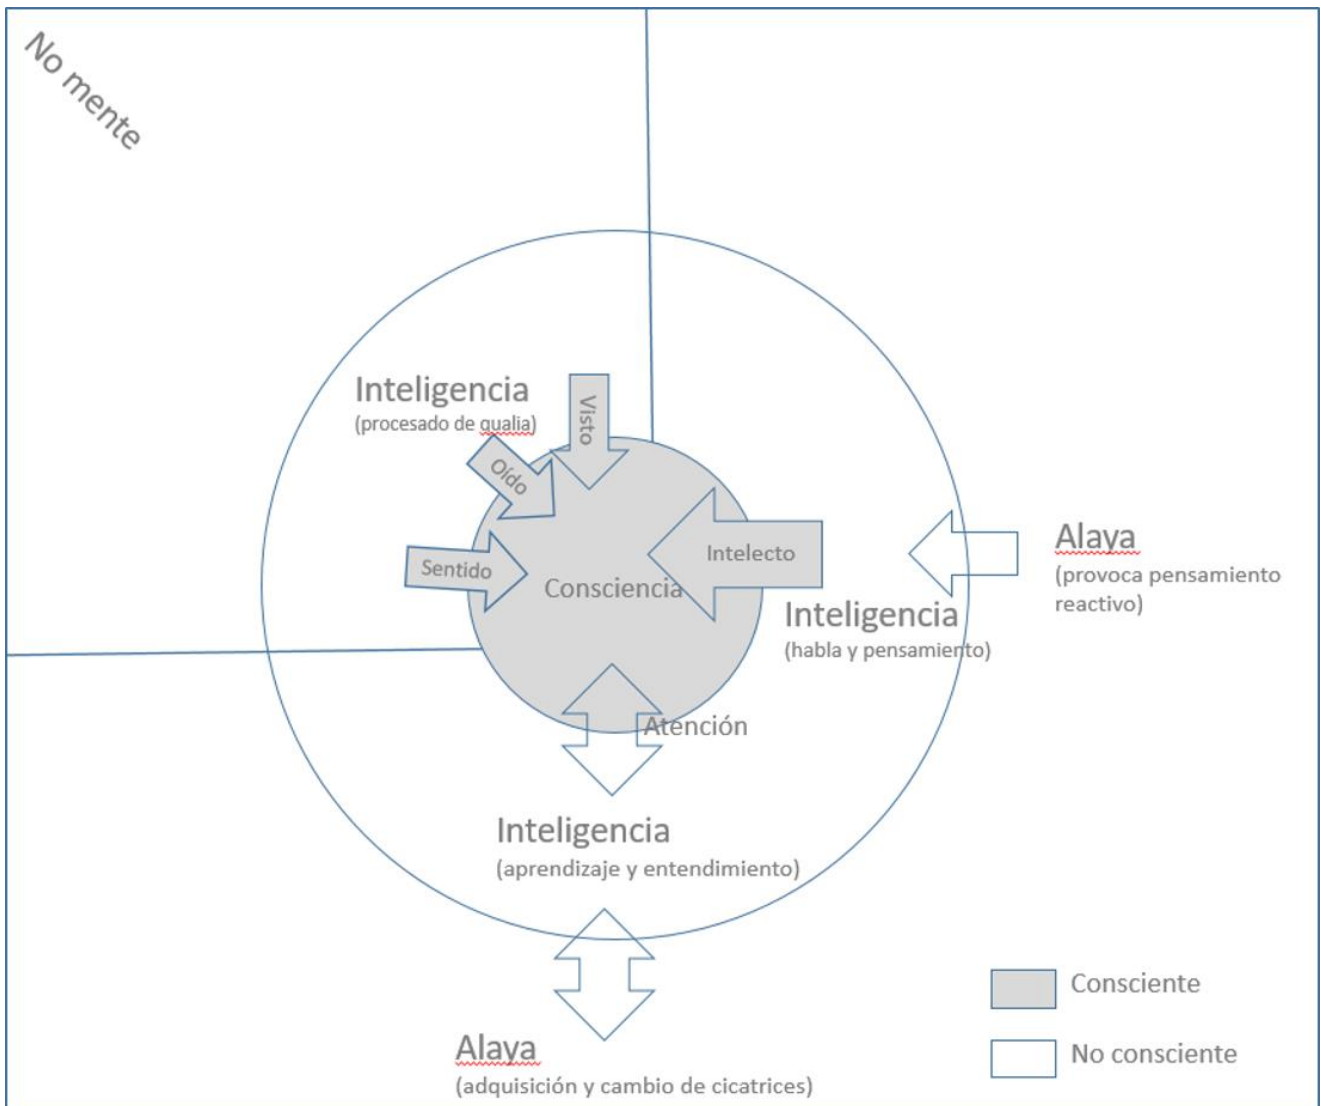 No mente
Inteligencia
(procesado de qualia)
Visto
Oído
Sentido
Consciencia
Intelecto
Inteligencia
(habla y pensamiento)
Alaya
(provoca pensamiento
reactivo)
Atención
Inteligencia
(aprendizaje y entendimiento)
Alaya
(adquisición y cambio de cicatrices)
Consciente
No consciente